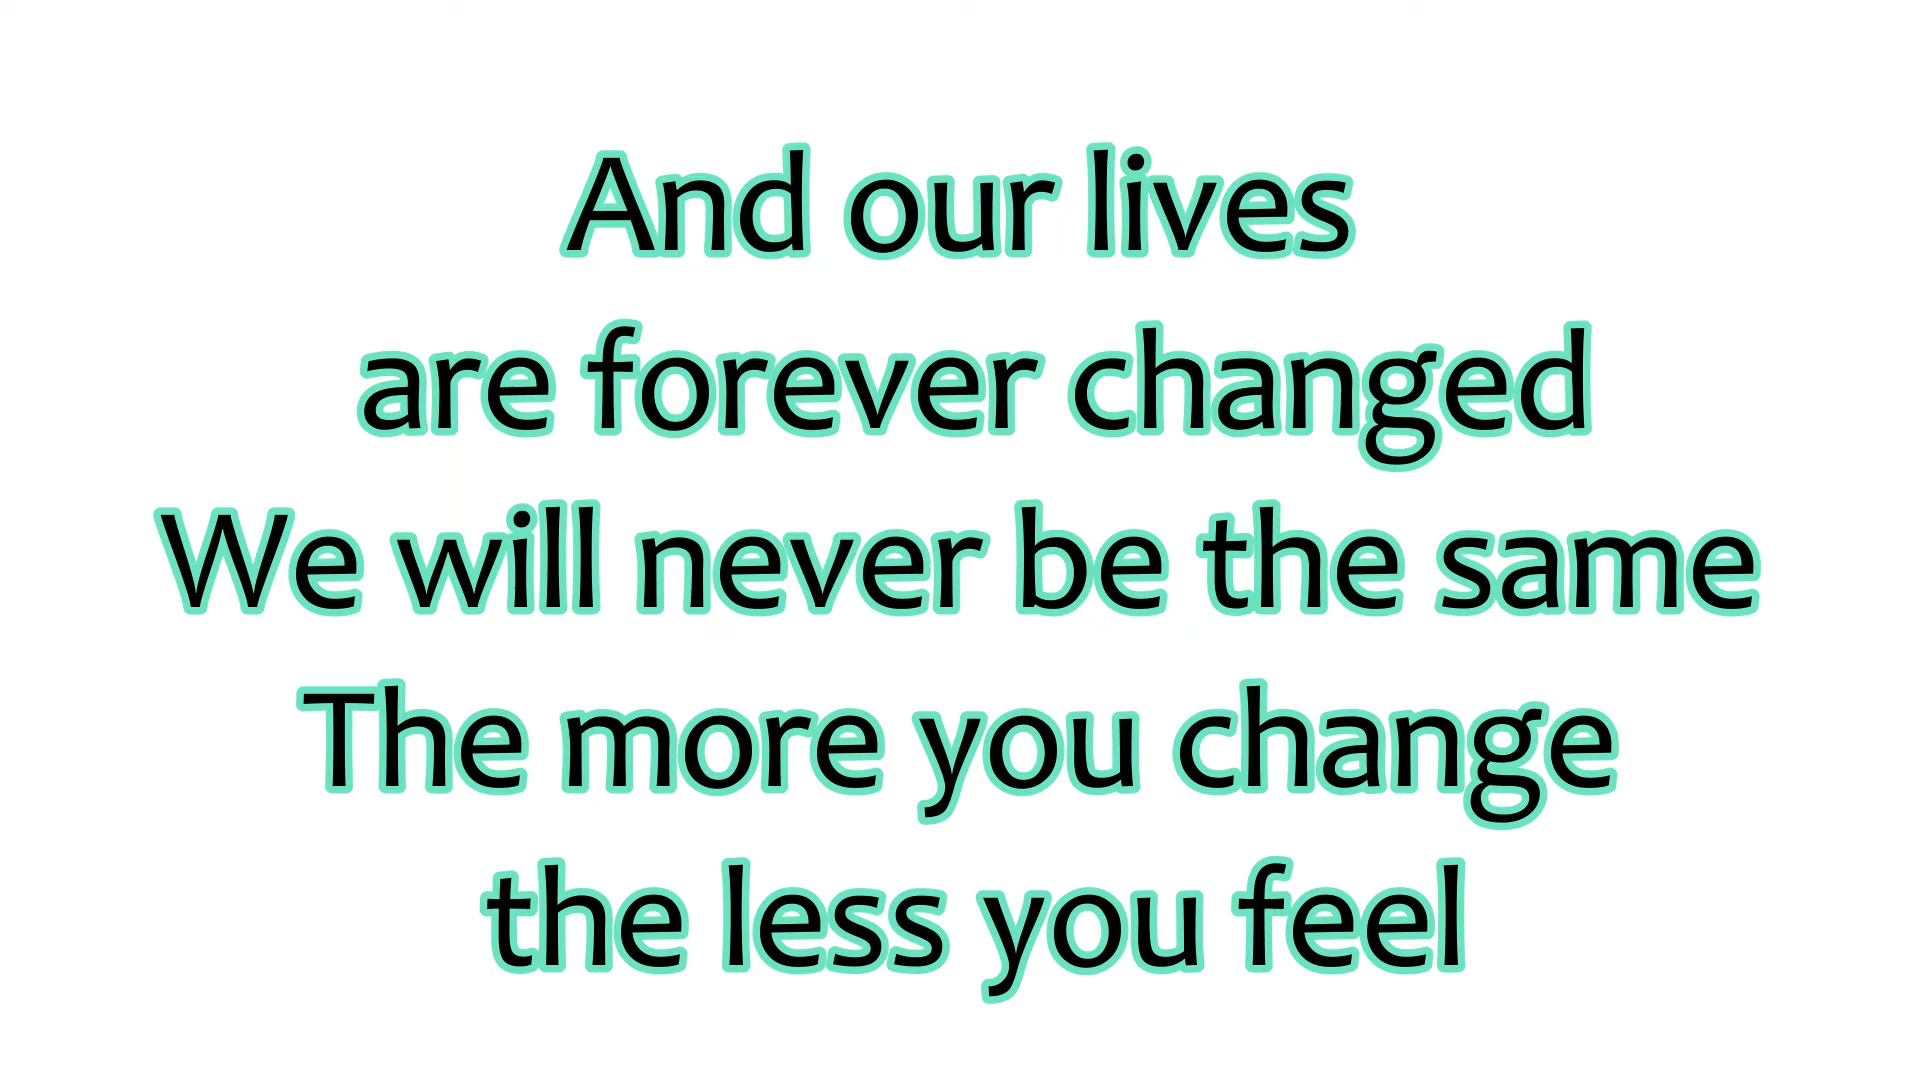 And our lives
are forever changed
We will never be the same
The more you change
the less you feel